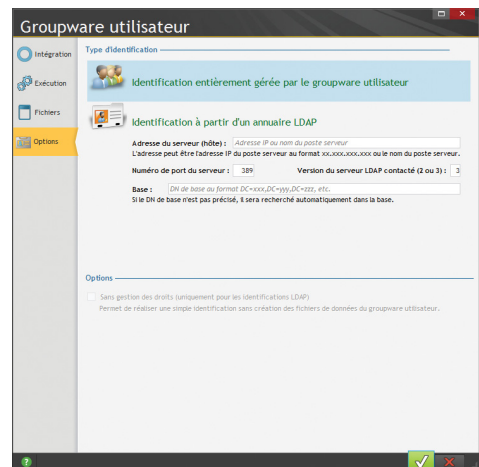 Groupware utilisateur
Intégration
Exécution
Fichiers
Options
Type d'identification
Identification entièrement gérée par le groupware utilisateur
Identification à partir d'un annuaire LDAP
Adresse du serveur (hôte) : Adresse IP ou nom du poste serveur
L'adresse peut être l'adresse IP du poste serveur au format xx.xxx.xxx.xxx ou le nom du poste serveur.
Numéro de port du serveur : 389 Version du serveur LDAP contacté (2 ou 3) : 3
Base : DN de base au format DC=xxx,DC=yyy,DC=zzz, etc.
Si le DN de base n'est pas précisé, il sera recherché automatiquement dans la base.
Options
Sans gestion des droits (uniquement pour les identifications LDAP)
Permet de réaliser une simple identification sans création des fichiers de données du groupware utilisateur.